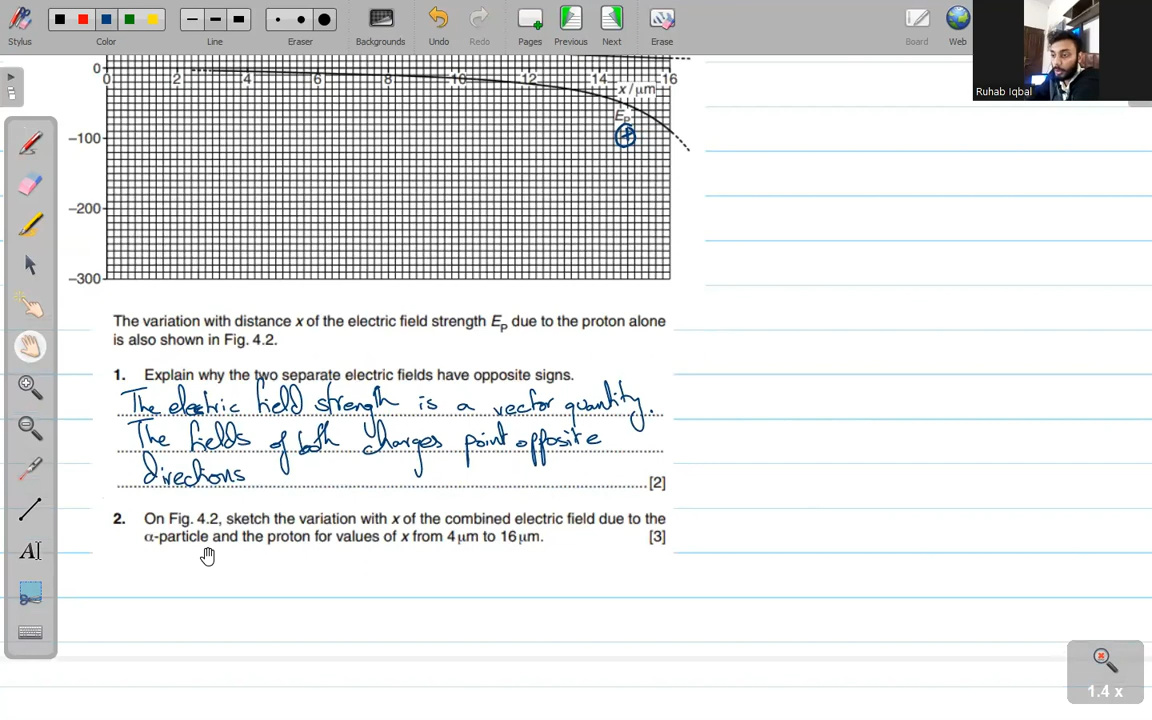 Stylus
Color
Line
Eraser
Backgrounds
Undo
Redo
Pages
Previous
Next
Erase
Board
Web
Ruhab Iqbal
0
0 2 4 6 8 10 12 14 16
x/μm
Ep
+
−100
−200
−300
The variation with distance x of the electric field strength Ep due to the proton alone
is also shown in Fig. 4.2.
1. Explain why the two separate electric fields have opposite signs.
The electric field strength is a vector quantity.
The fields of both charges point opposite
directions
[2]
2. On Fig. 4.2, sketch the variation with x of the combined electric field due to the
α-particle and the proton for values of x from 4 μm to 16 μm. [3]
AI
1.4 x